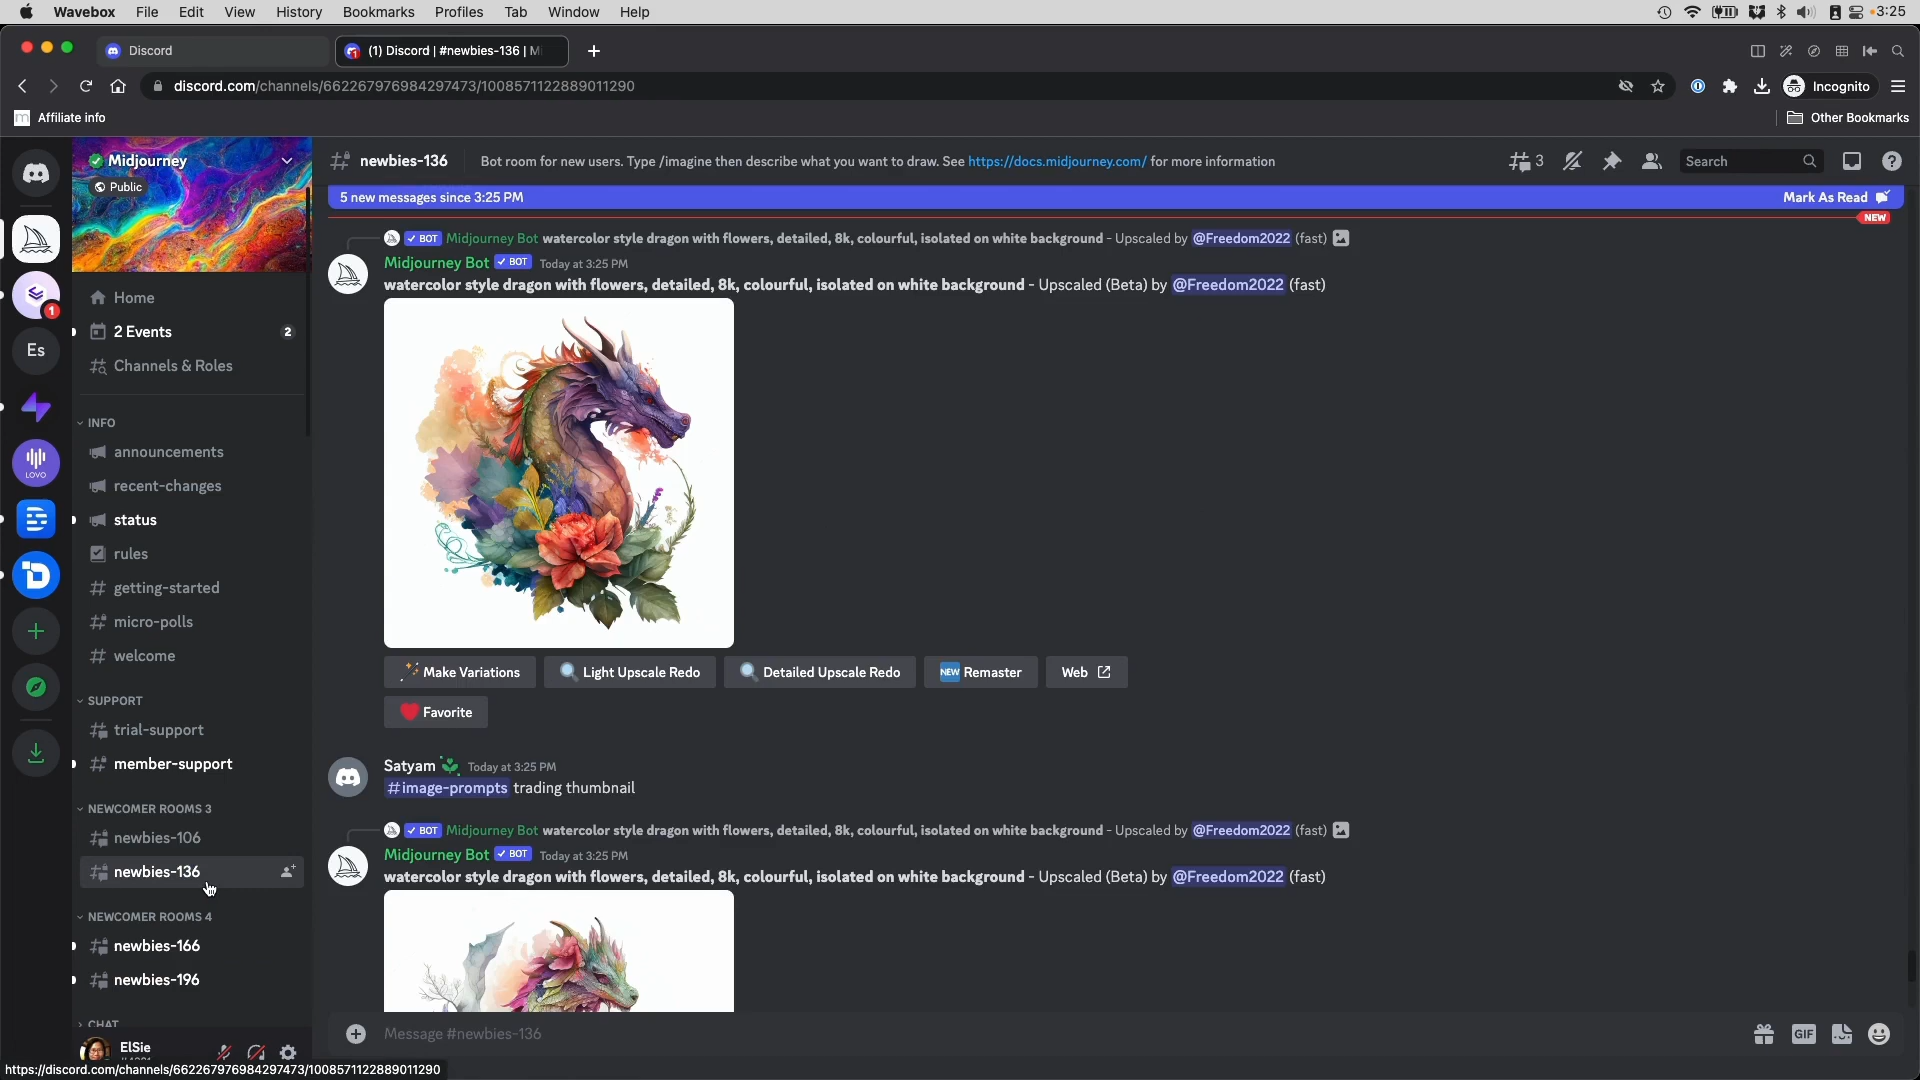 Wavebox File Edit View History Bookmarks Profiles Tab Window Help 3:25
Discord (1) Discord | #newbies-136 | Mi
discord.com/channels/662267976984297473/1008571122889011290 Incognito
Affiliate info Other Bookmarks
Midjourney
Public
newbies-136 Bot room for new users. Type /imagine then describe what you want to draw. See https://docs.midjourney.com/ for more information 3 Search
5 new messages since 3:25 PM Mark As Read
NEW
Home
2 Events 2
Channels & Roles
INFO
announcements
recent-changes
status
rules
getting-started
micro-polls
welcome
SUPPORT
trial-support
member-support
NEWCOMER ROOMS 3
newbies-106
newbies-136
NEWCOMER ROOMS 4
newbies-166
newbies-196
CHAT
ElSie
1
Es
LOVO
BOT Midjourney Bot watercolor style dragon with flowers, detailed, 8k, colourful, isolated on white background - Upscaled by @Freedom2022 (fast)
Midjourney Bot BOT Today at 3:25 PM
watercolor style dragon with flowers, detailed, 8k, colourful, isolated on white background - Upscaled (Beta) by @Freedom2022 (fast)
Make Variations Light Upscale Redo Detailed Upscale Redo NEW Remaster Web
Favorite
Satyam Today at 3:25 PM
#image-prompts trading thumbnail
BOT Midjourney Bot watercolor style dragon with flowers, detailed, 8k, colourful, isolated on white background - Upscaled by @Freedom2022 (fast)
Midjourney Bot BOT Today at 3:25 PM
watercolor style dragon with flowers, detailed, 8k, colourful, isolated on white background - Upscaled (Beta) by @Freedom2022 (fast)
Message #newbies-136 GIF
https://discord.com/channels/662267976984297473/1008571122889011290